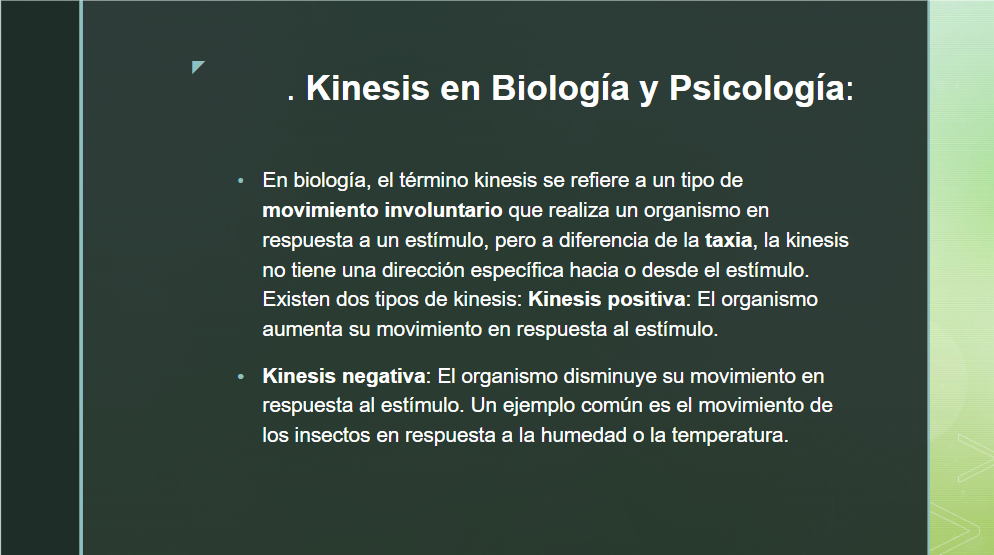 . Kinesis en Biología y Psicología:
• En biología, el término kinesis se refiere a un tipo de
movimiento involuntario que realiza un organismo en
respuesta a un estímulo, pero a diferencia de la taxia, la kinesis
no tiene una dirección específica hacia o desde el estímulo.
Existen dos tipos de kinesis: Kinesis positiva: El organismo
aumenta su movimiento en respuesta al estímulo.
• Kinesis negativa: El organismo disminuye su movimiento en
respuesta al estímulo. Un ejemplo común es el movimiento de
los insectos en respuesta a la humedad o la temperatura.